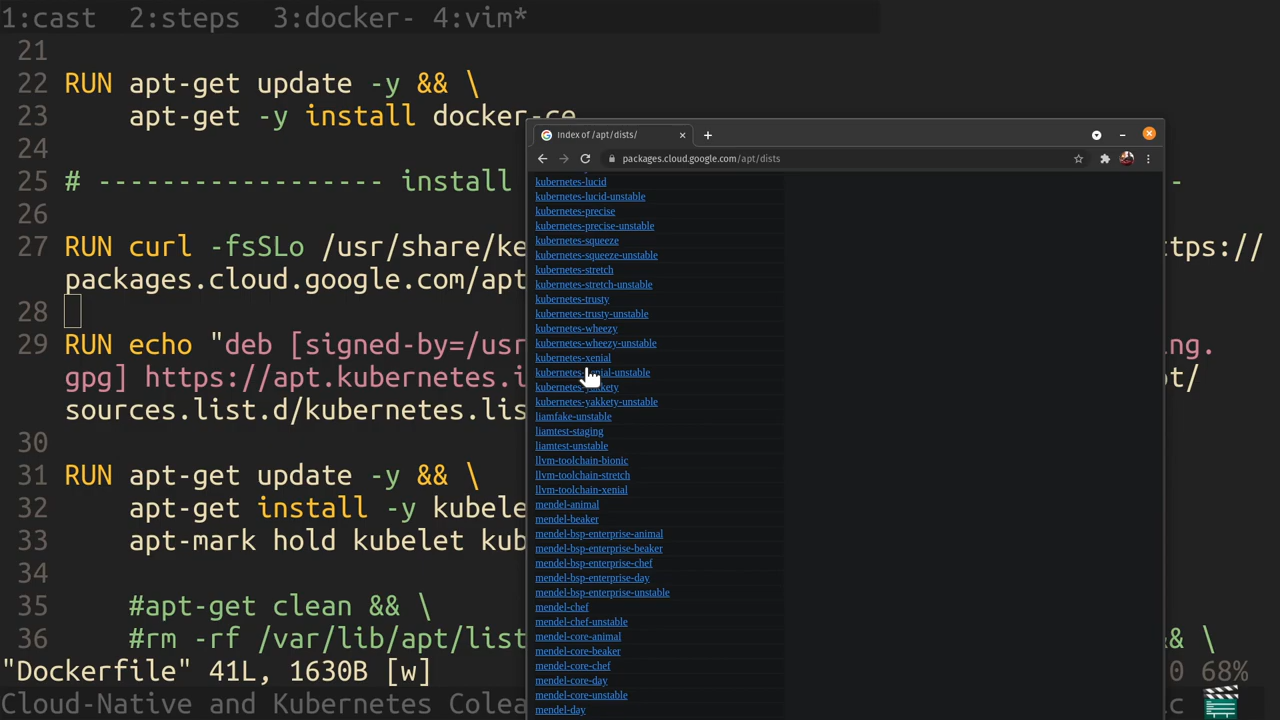 1:cast 2:steps 3:docker- 4:vim*
21
22 RUN apt-get update -y && \
23 apt-get -y install docker-ce
24
25 # ------------------ install
26
27 RUN curl -fsSLo /usr/share/ke
tps://
packages.cloud.google.com/apt
28
29 RUN echo "deb [signed-by=/usr
ing.
gpg] https://apt.kubernetes.i
pt/
sources.list.d/kubernetes.lis
30
31 RUN apt-get update -y && \
32 apt-get install -y kubele
33 apt-mark hold kubelet kub
34
35 #apt-get clean && \
36 #rm -rf /var/lib/apt/list
&& \
"Dockerfile" 41L, 1630B [w]
0 68%
Cloud-Native and Kubernetes Colea
Index of /apt/dists/
packages.cloud.google.com/apt/dists
kubernetes-lucid
kubernetes-lucid-unstable
kubernetes-precise
kubernetes-precise-unstable
kubernetes-squeeze
kubernetes-squeeze-unstable
kubernetes-stretch
kubernetes-stretch-unstable
kubernetes-trusty
kubernetes-trusty-unstable
kubernetes-wheezy
kubernetes-wheezy-unstable
kubernetes-xenial
kubernetes-xenial-unstable
kubernetes-yakkety
kubernetes-yakkety-unstable
liamfake-unstable
liamtest-staging
liamtest-unstable
llvm-toolchain-bionic
llvm-toolchain-stretch
llvm-toolchain-xenial
mendel-animal
mendel-beaker
mendel-bsp-enterprise-animal
mendel-bsp-enterprise-beaker
mendel-bsp-enterprise-chef
mendel-bsp-enterprise-day
mendel-bsp-enterprise-unstable
mendel-chef
mendel-chef-unstable
mendel-core-animal
mendel-core-beaker
mendel-core-chef
mendel-core-day
mendel-core-unstable
mendel-day